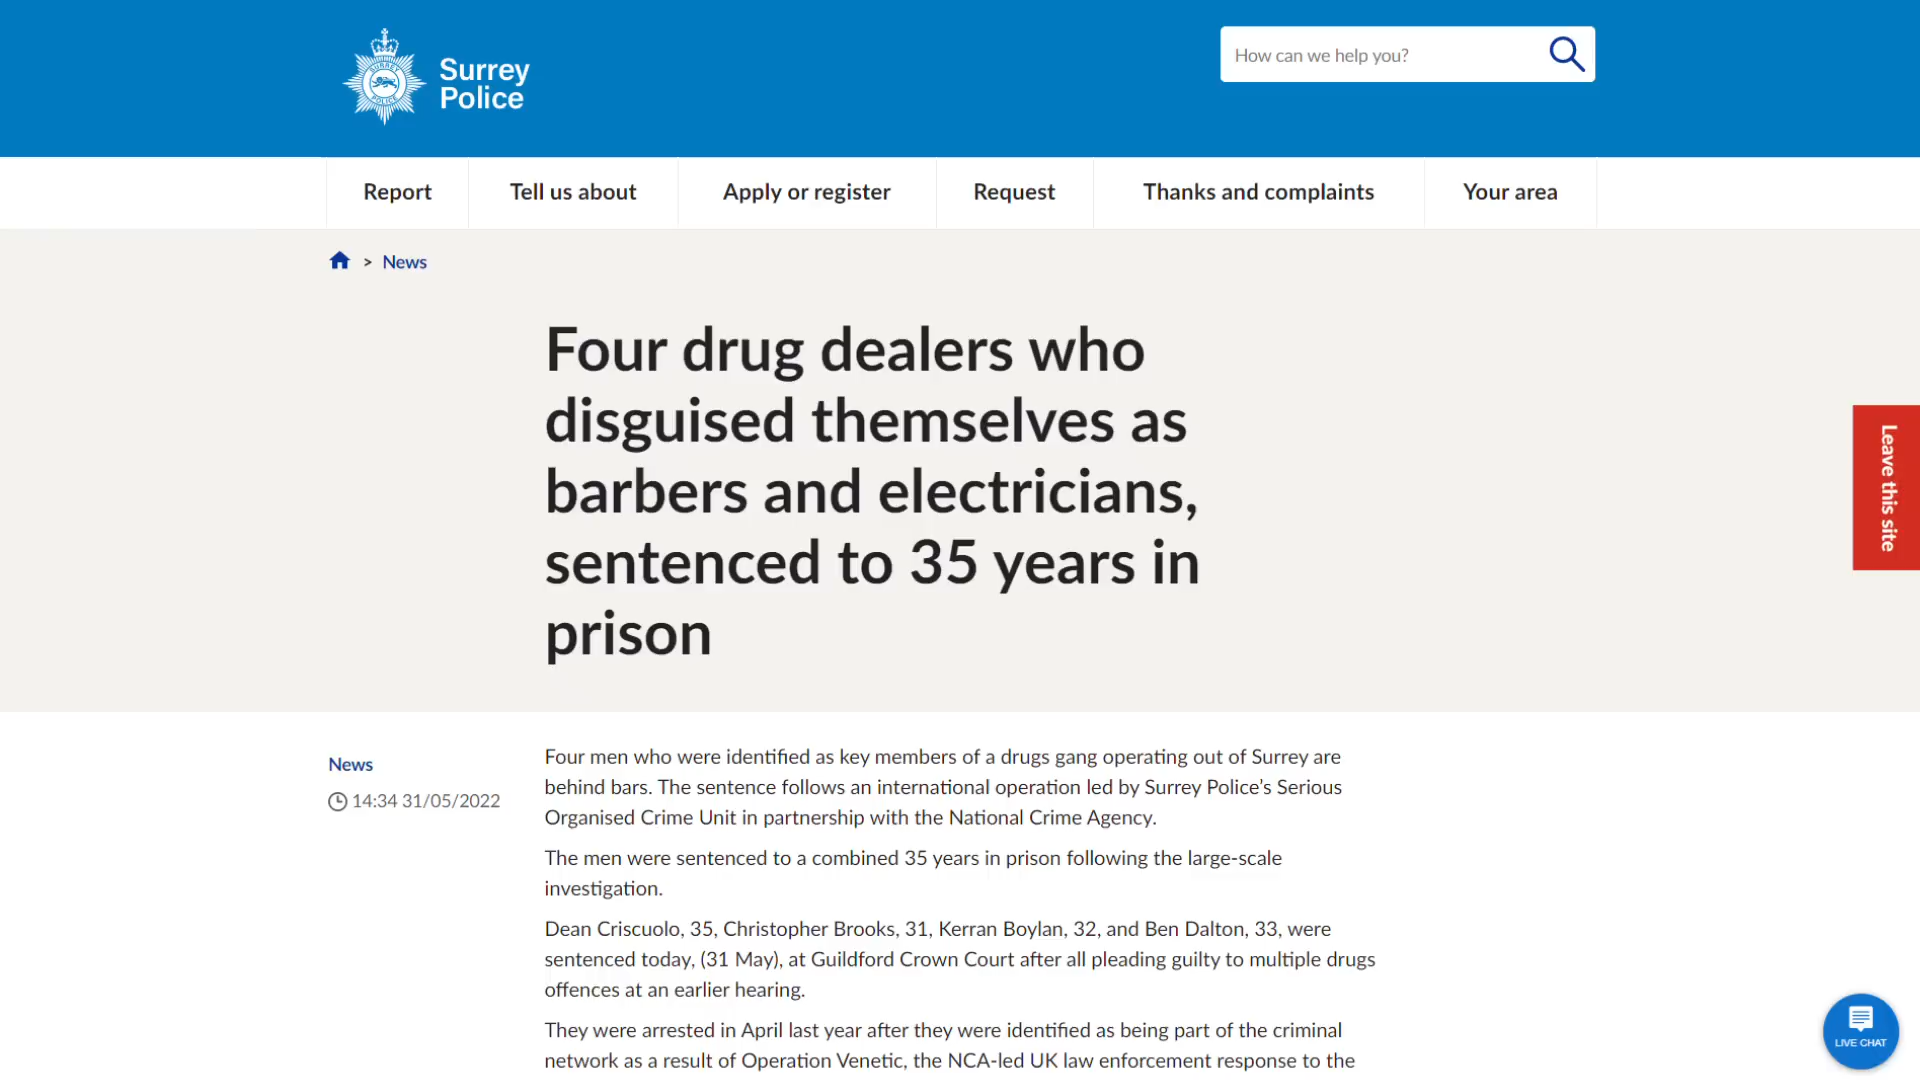 Surrey
Police
How can we help you?
Report
Tell us about
Apply or register
Request
Thanks and complaints
Your area
> News
Four drug dealers who
disguised themselves as
barbers and electricians,
sentenced to 35 years in
prison
Leave this site
News
14:34 31/05/2022
Four men who were identified as key members of a drugs gang operating out of Surrey are
behind bars. The sentence follows an international operation led by Surrey Police’s Serious
Organised Crime Unit in partnership with the National Crime Agency.
The men were sentenced to a combined 35 years in prison following the large-scale
investigation.
Dean Criscuolo, 35, Christopher Brooks, 31, Kerran Boylan, 32, and Ben Dalton, 33, were
sentenced today, (31 May), at Guildford Crown Court after all pleading guilty to multiple drugs
offences at an earlier hearing.
They were arrested in April last year after they were identified as being part of the criminal
network as a result of Operation Venetic, the NCA-led UK law enforcement response to the
LIVE CHAT